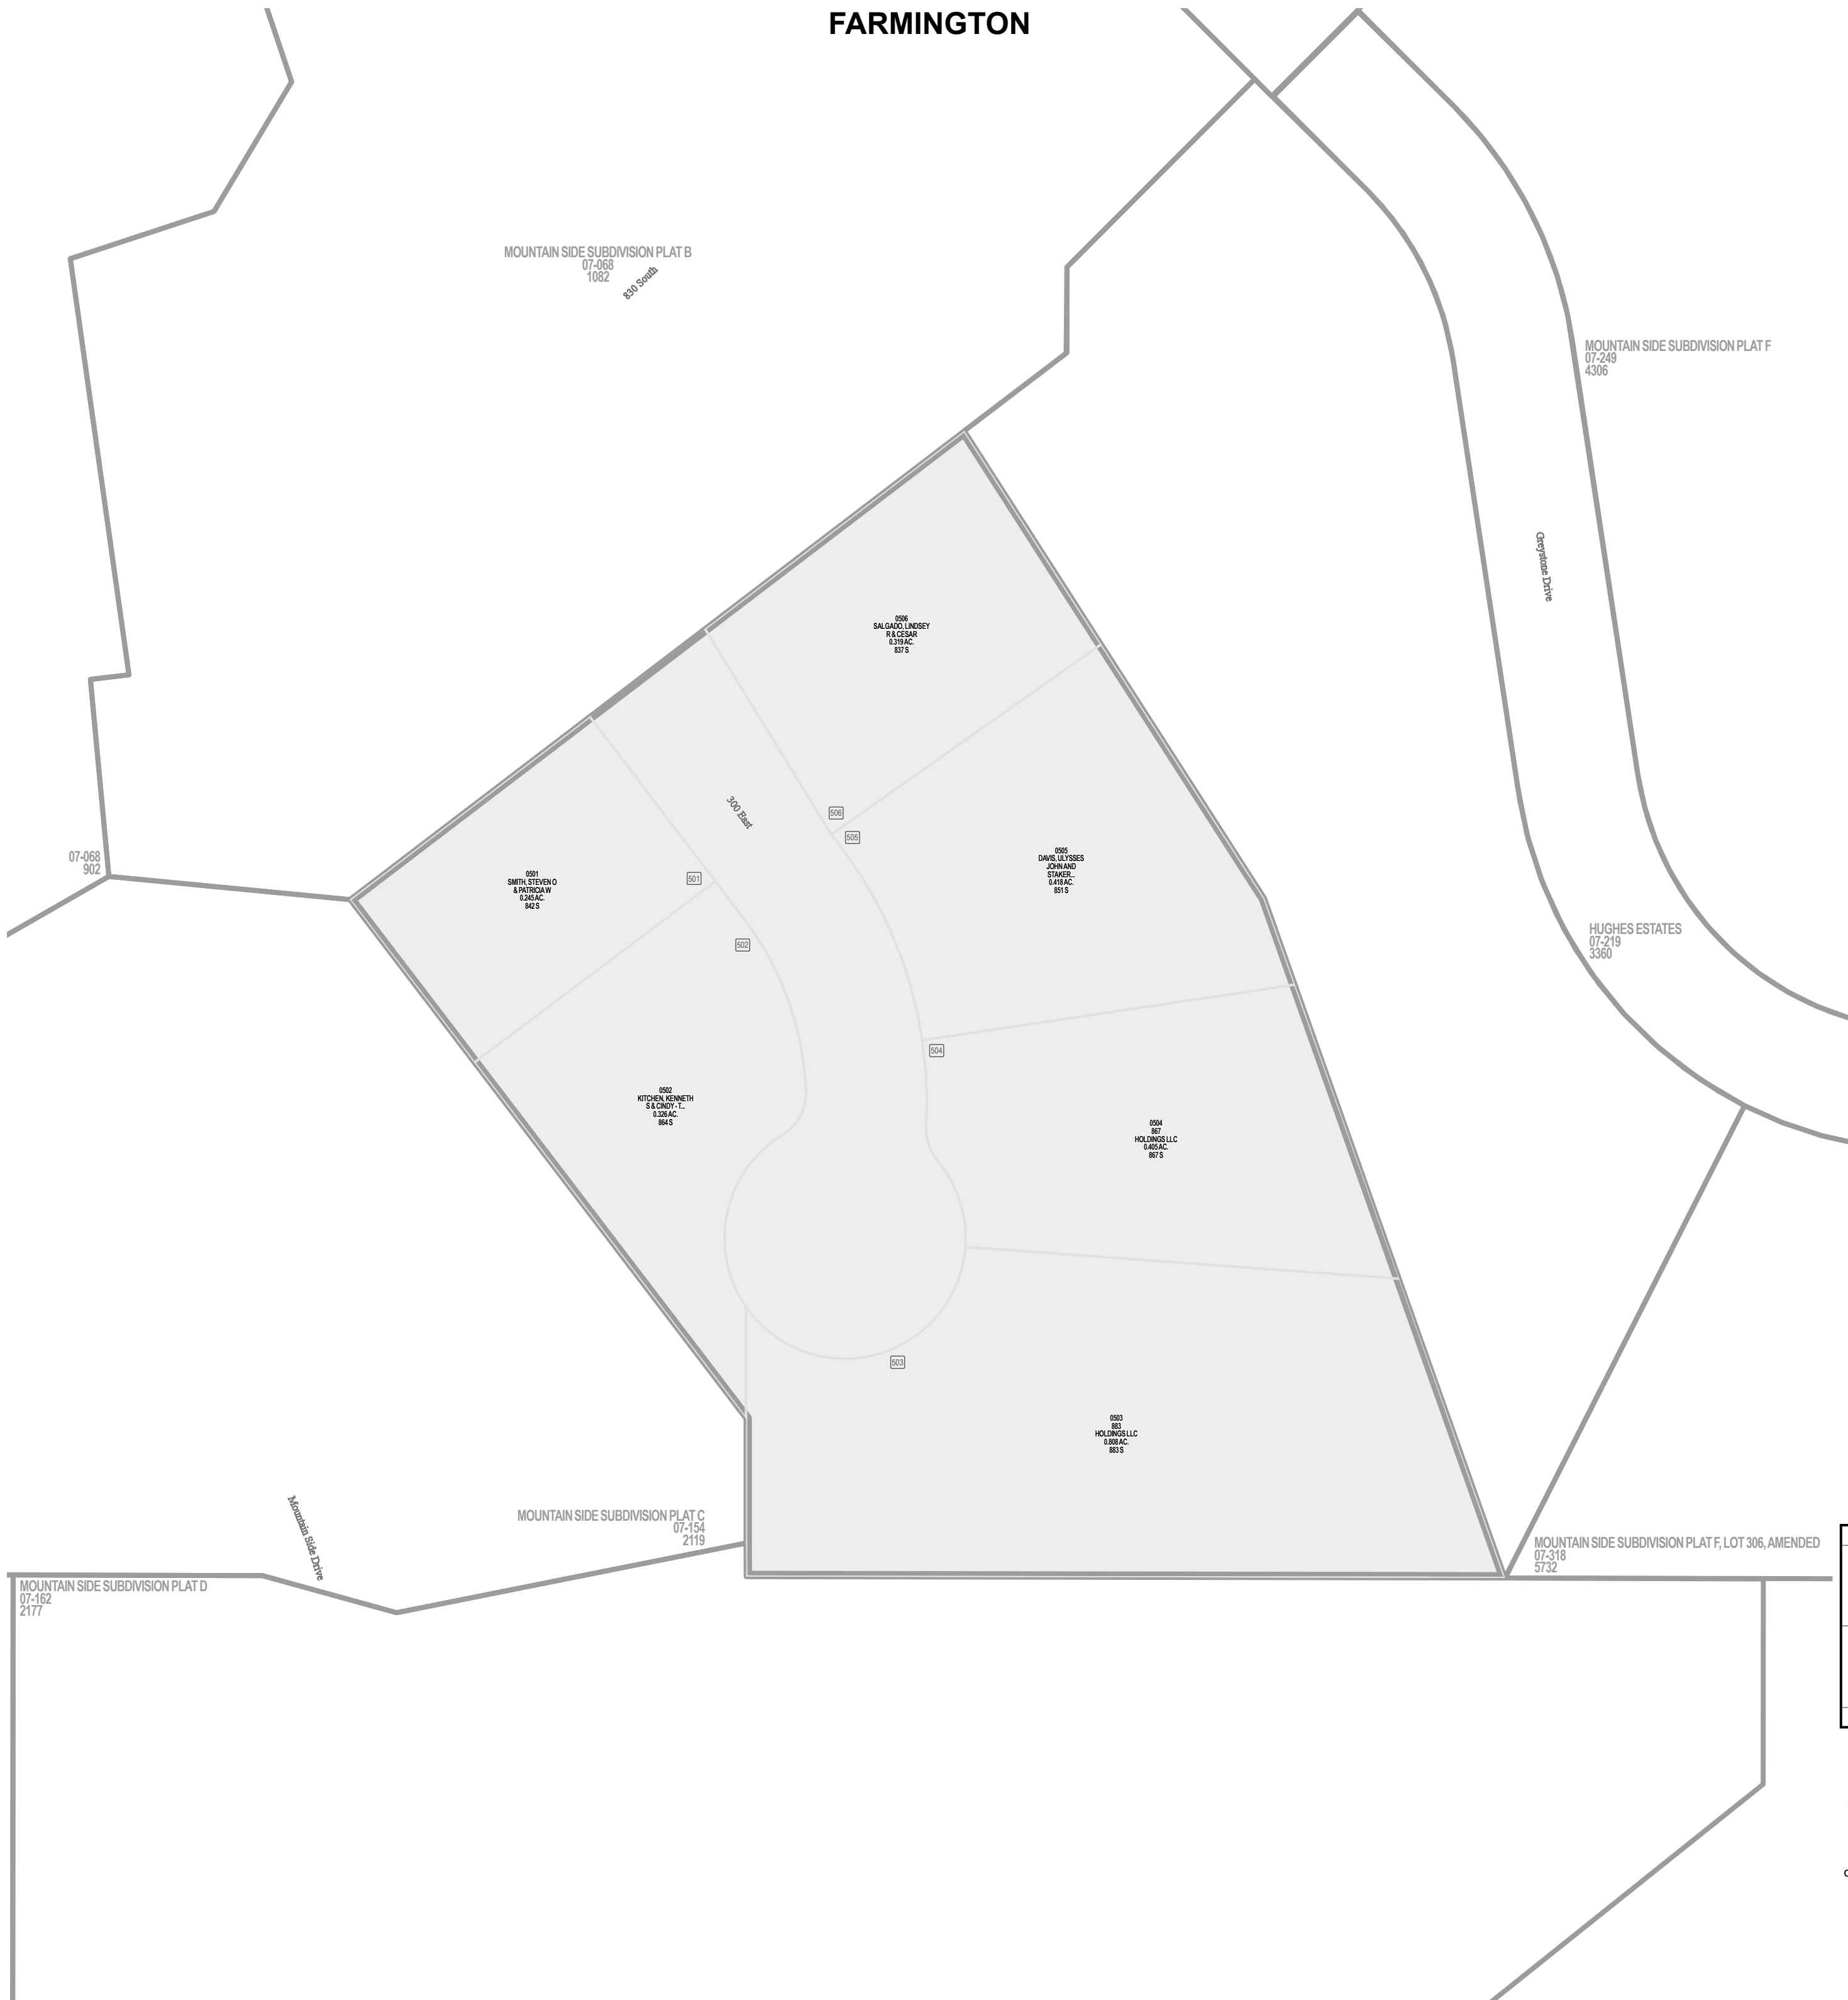 FARMINGTON
MOUNTAIN SIDE SUBDIVISION PLAT B
07-068
1082
830 South
MOUNTAIN SIDE SUBDIVISION PLAT F
07-249
4306
Greystone Drive
0506
SALGADO, LINDSEY
R & CESAR
0.319 AC.
837 S
300 East
506
505
07-068
902
0501
SMITH, STEVEN O
& PATRICIA W
0.245 AC.
842 S
501
0505
DAVIS, ULYSSES
JOHN AND
STAKER...
0.418 AC.
851 S
502
HUGHES ESTATES
07-219
3360
504
0502
KITCHEN, KENNETH
S & CINDY - T...
0.326 AC.
864 S
0504
867
HOLDINGS LLC
0.405 AC.
867 S
503
0503
883
HOLDINGS LLC
0.808 AC.
883 S
Mountain Side Drive
MOUNTAIN SIDE SUBDIVISION PLAT C
07-154
2119
MOUNTAIN SIDE SUBDIVISION PLAT F, LOT 306, AMENDED
07-318
5732
MOUNTAIN SIDE SUBDIVISION PLAT D
07-162
2177